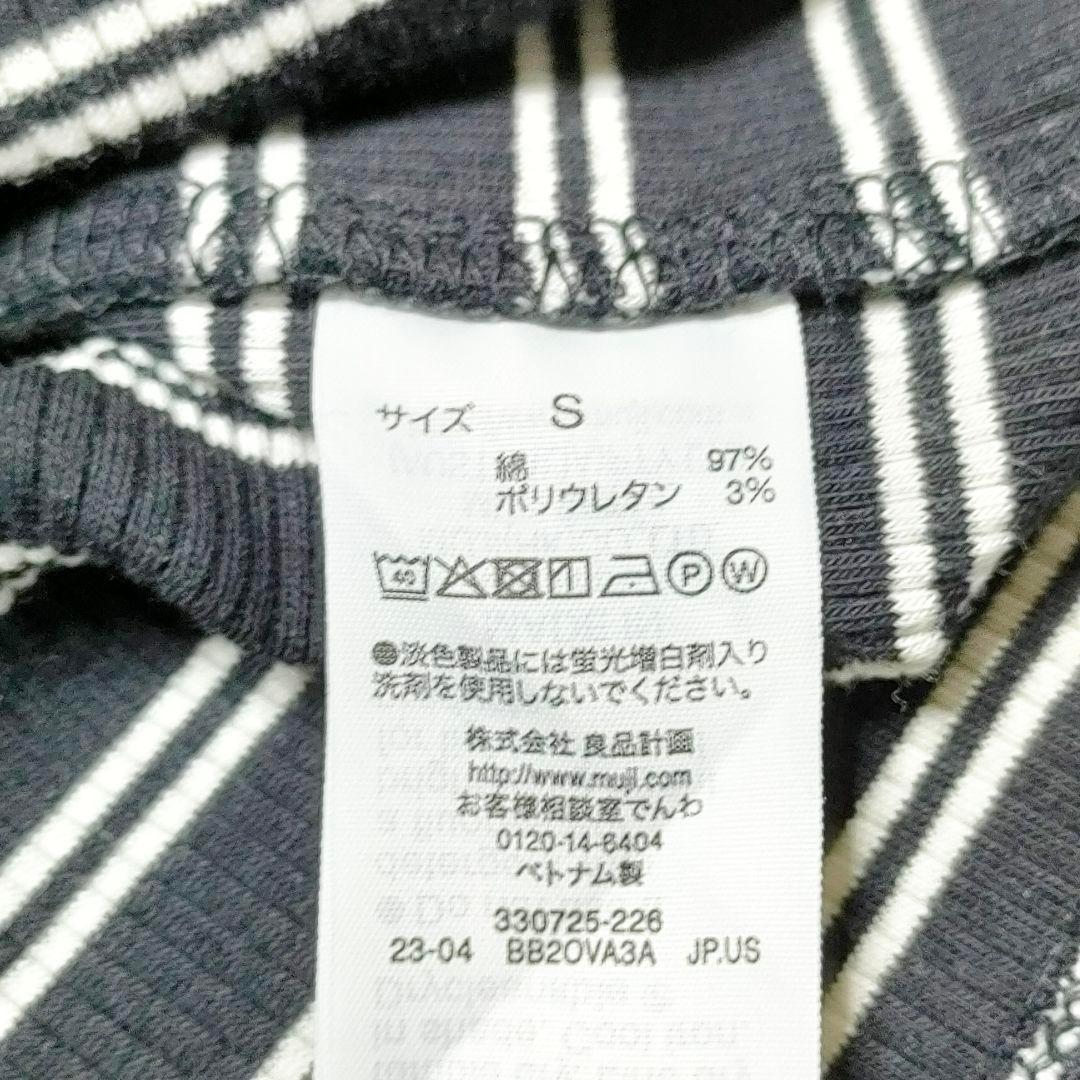 サイズ S
綿 97%
ポリウレタン 3%
40 P W
淡色製品には蛍光増白剤入り
洗剤を使用しないでください。
株式会社 良品計画
http://www.muji.com
お客様相談室でんわ
0120-14-6404
ベトナム製
330725-226
23-04 BB2OVA3A JP.US